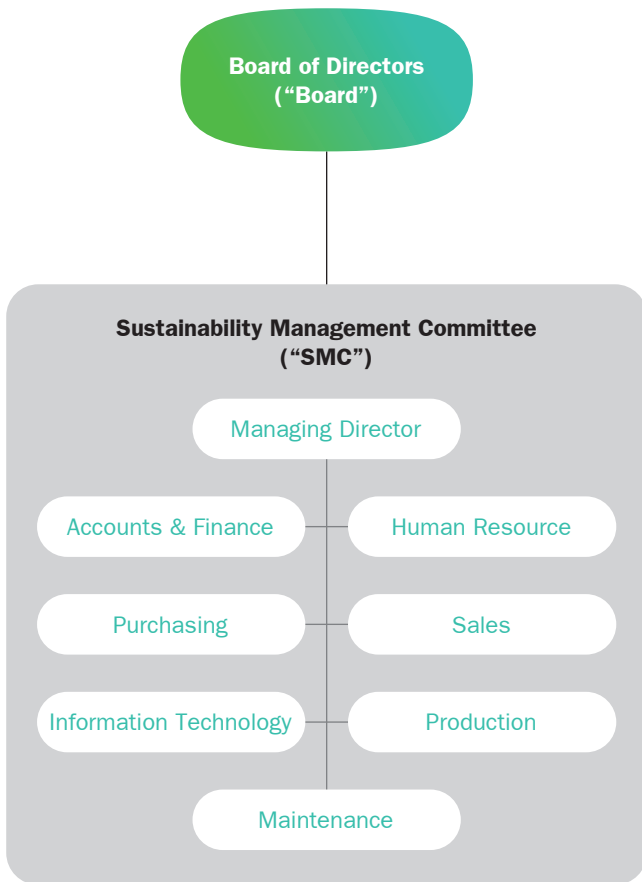 Board of Directors
(“Board”)
Sustainability Management Committee
(“SMC”)
Managing Director
Accounts & Finance
Human Resource
Purchasing
Sales
Information Technology
Production
Maintenance